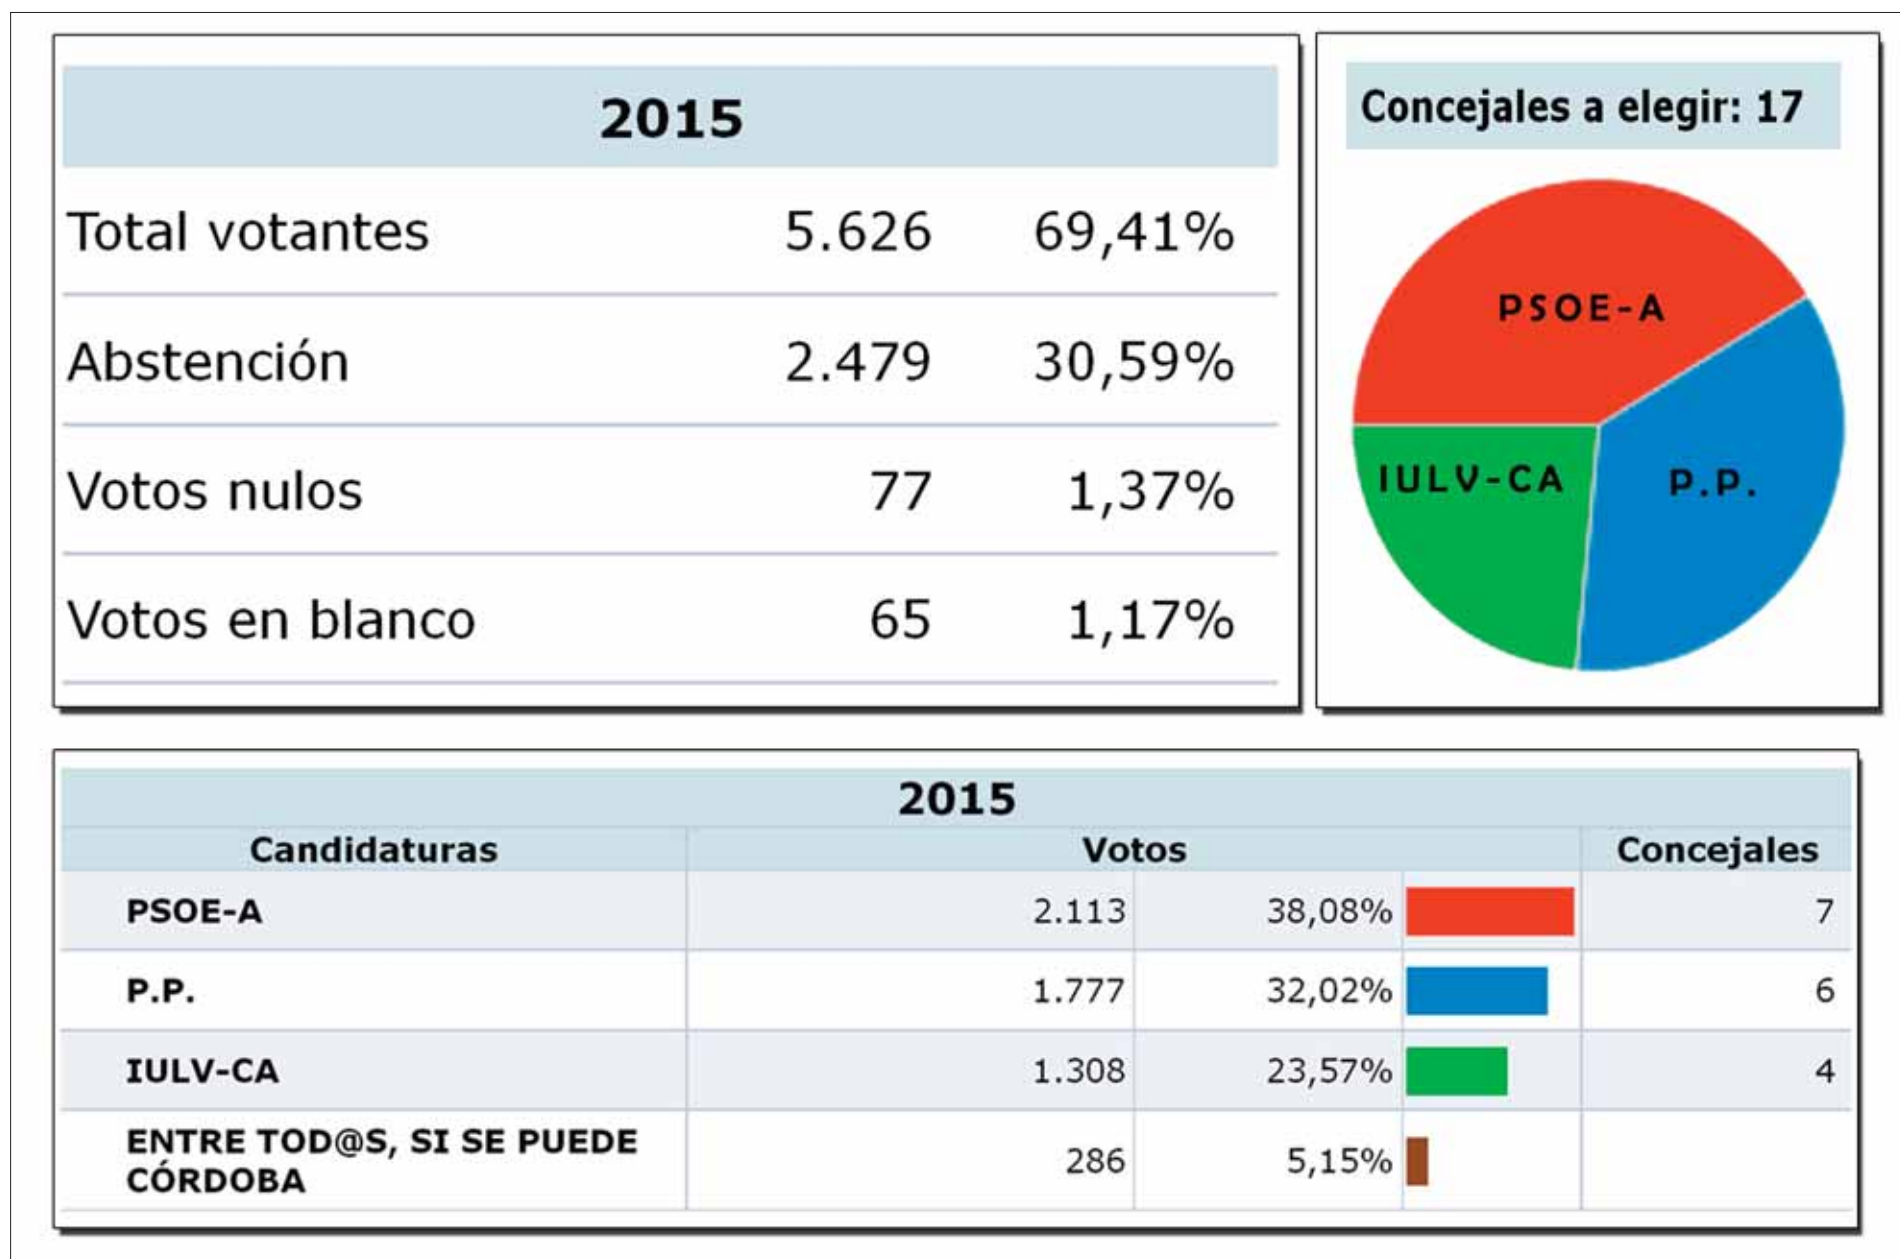 2015
Total votantes 5.626 69,41%
Abstención 2.479 30,59%
Votos nulos 77 1,37%
Votos en blanco 65 1,17%
Concejales a elegir: 17
PSOE-A
IULV-CA P.P.
2015
Candidaturas Votos Concejales
PSOE-A 2.113 38,08% 7
P.P. 1.777 32,02% 6
IULV-CA 1.308 23,57% 4
ENTRE TOD@S, SI SE PUEDE
CÓRDOBA 286 5,15%